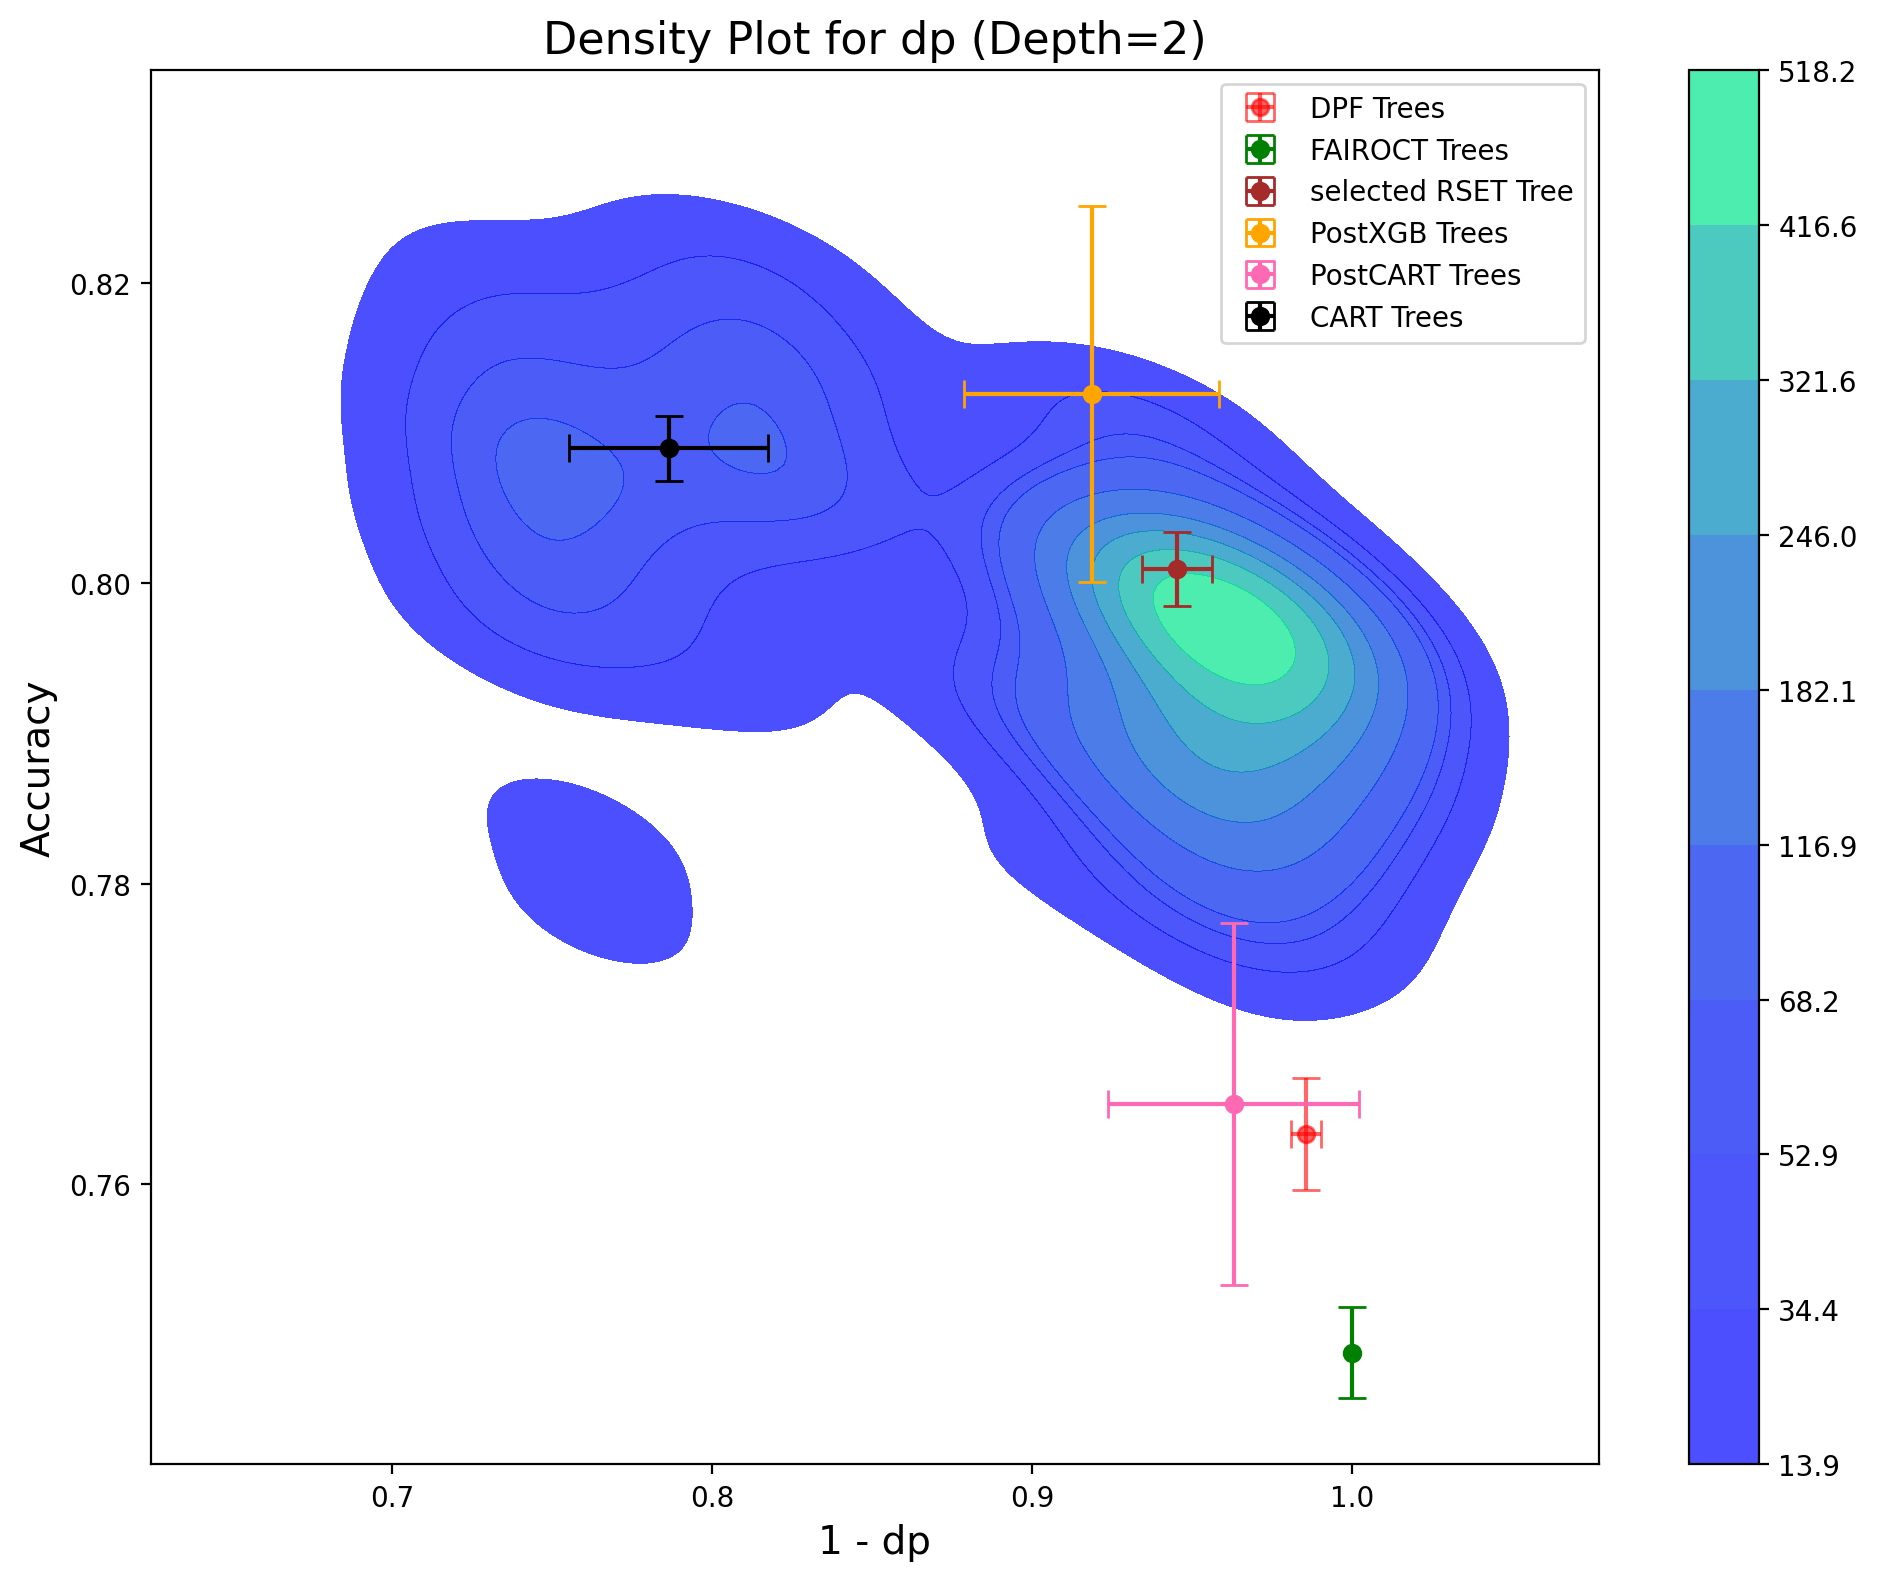 Density Plot for dp (Depth=2)
DPF Trees
FAIROCT Trees
selected RSET Tree
PostXGB Trees
PostCART Trees
CART Trees
Accuracy
0.82
0.80
0.78
0.76
0.7 0.8 0.9 1.0
1 - dp
518.2
416.6
321.6
246.0
182.1
116.9
68.2
52.9
34.4
13.9